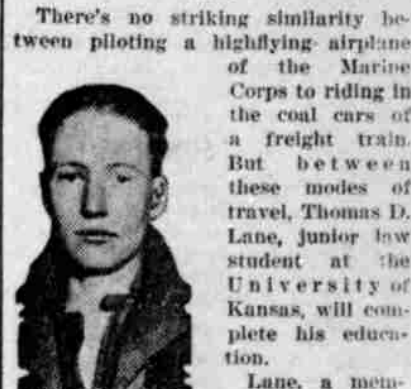 There's no striking similarity be-
tween piloting a highflying airplane
of the Marine
Corps to riding in
the coal cars of
a freight train.
But between
these modes of
travel, Thomas D.
Lane, junior law
student at the
University of
Kansas, will com-
plete his educa-
tion.
Lane, a mem-